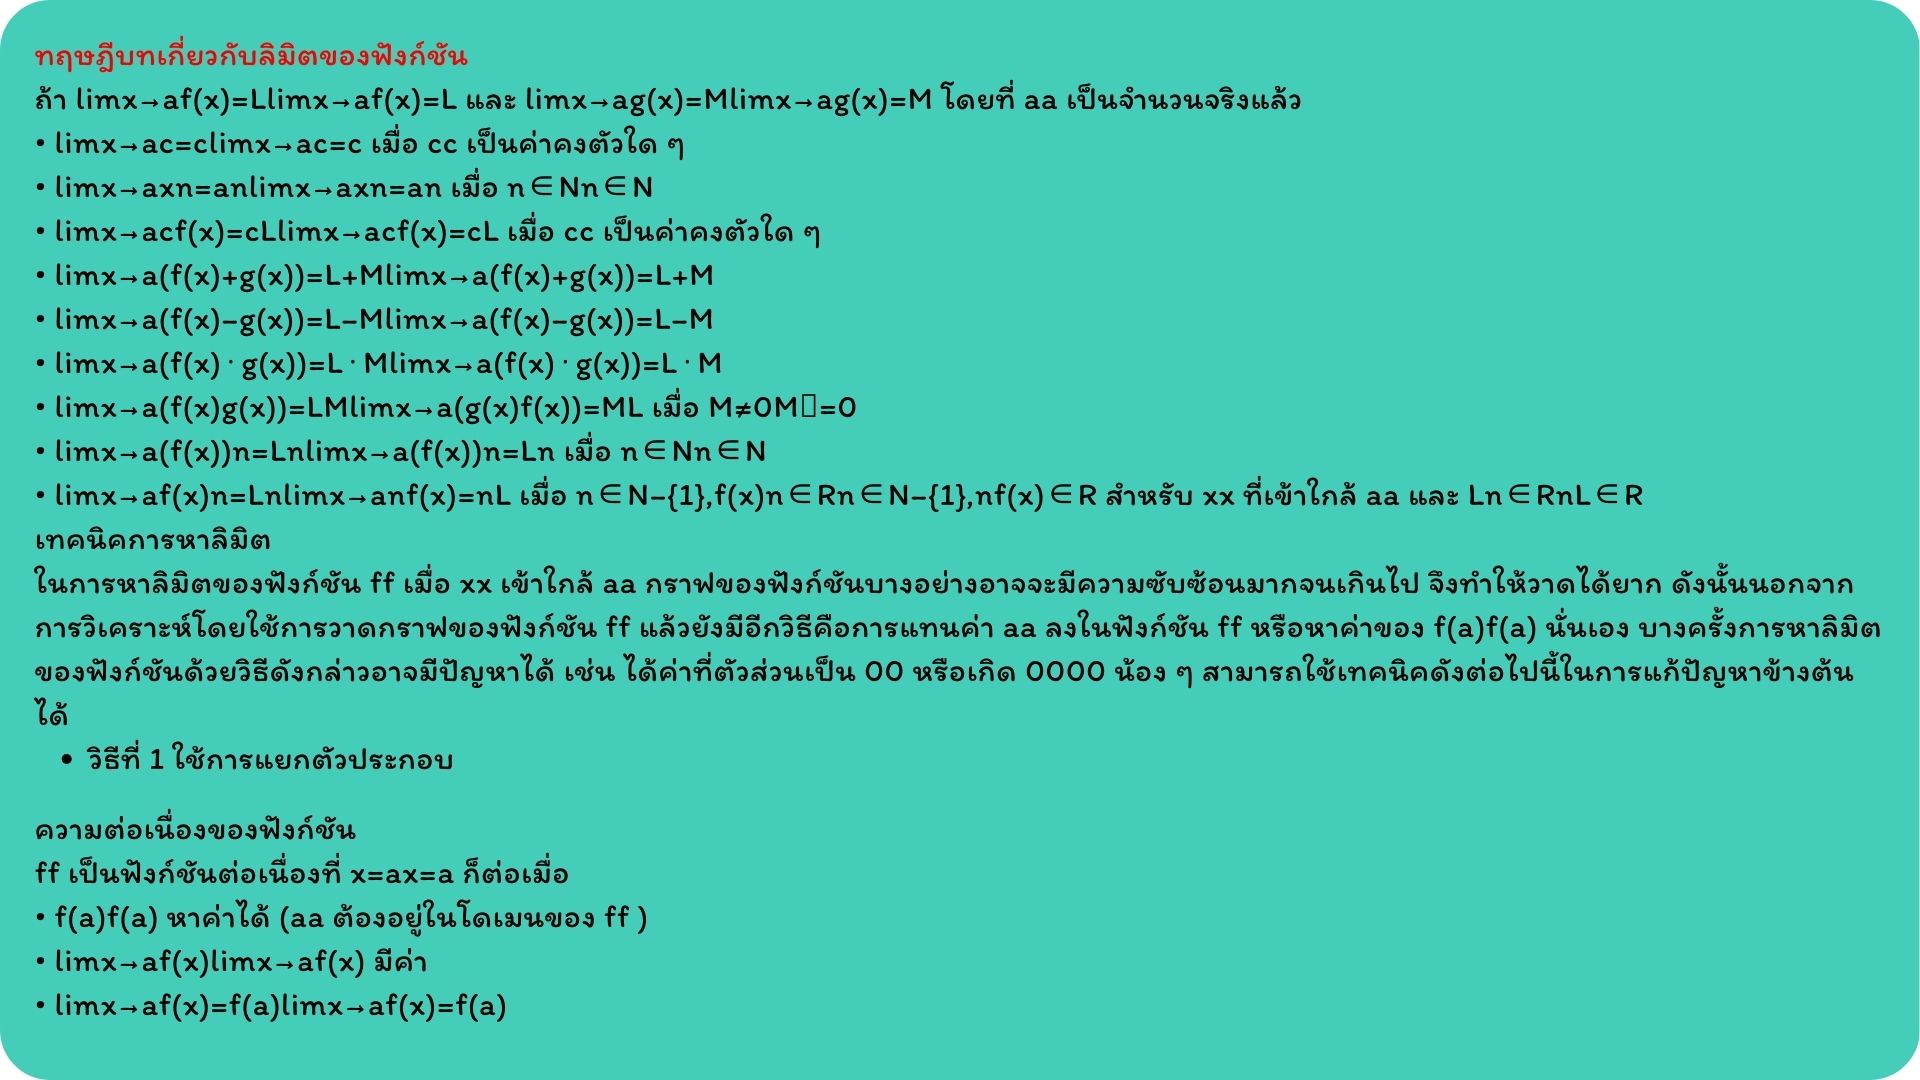 ทฤษฎีบทเกี่ยวกับลิมิตของฟังก์ชัน
ถ้า limx→af(x)=Llimx→af(x)=L และ limx→ag(x)=Mlimx→ag(x)=M โดยที่ aa เป็นจำนวนจริงแล้ว
• limx→ac=climx→ac=c เมื่อ cc เป็นค่าคงตัวใด ๆ
• limx→axn=anlimx→axn=an เมื่อ n∈Nn∈N
• limx→acf(x)=cLlimx→acf(x)=cL เมื่อ cc เป็นค่าคงตัวใด ๆ
• limx→a(f(x)+g(x))=L+Mlimx→a(f(x)+g(x))=L+M
• limx→a(f(x)−g(x))=L−Mlimx→a(f(x)−g(x))=L−M
• limx→a(f(x)⋅g(x))=L⋅Mlimx→a(f(x)⋅g(x))=L⋅M
• limx→a(f(x)g(x))=LMlimx→a(g(x)f(x))=ML เมื่อ M≠0M=0
• limx→a(f(x))n=Lnlimx→a(f(x))n=Ln เมื่อ n∈Nn∈N
• limx→af(x)n=Lnlimx→anf(x)=nL เมื่อ n∈N−{1},f(x)n∈Rn∈N−{1},nf(x)∈R สำหรับ xx ที่เข้าใกล้ aa และ Ln∈RnL∈R
เทคนิคการหาลิมิต
ในการหาลิมิตของฟังก์ชัน ff เมื่อ xx เข้าใกล้ aa กราฟของฟังก์ชันบางอย่างอาจจะมีความซับซ้อนมากจนเกินไป จึงทำให้วาดได้ยาก ดังนั้นนอกจาก
การวิเคราะห์โดยใช้การวาดกราฟของฟังก์ชัน ff แล้วยังมีอีกวิธีคือการแทนค่า aa ลงในฟังก์ชัน ff หรือหาค่าของ f(a)f(a) นั่นเอง บางครั้งการหาลิมิต
ของฟังก์ชันด้วยวิธีดังกล่าวอาจมีปัญหาได้ เช่น ได้ค่าที่ตัวส่วนเป็น 00 หรือเกิด 0000 น้อง ๆ สามารถใช้เทคนิคดังต่อไปนี้ในการแก้ปัญหาข้างต้น
ได้
• วิธีที่ 1 ใช้การแยกตัวประกอบ
ความต่อเนื่องของฟังก์ชัน
ff เป็นฟังก์ชันต่อเนื่องที่ x=ax=a ก็ต่อเมื่อ
• f(a)f(a) หาค่าได้ (aa ต้องอยู่ในโดเมนของ ff )
• limx→af(x)limx→af(x) มีค่า
• limx→af(x)=f(a)limx→af(x)=f(a)